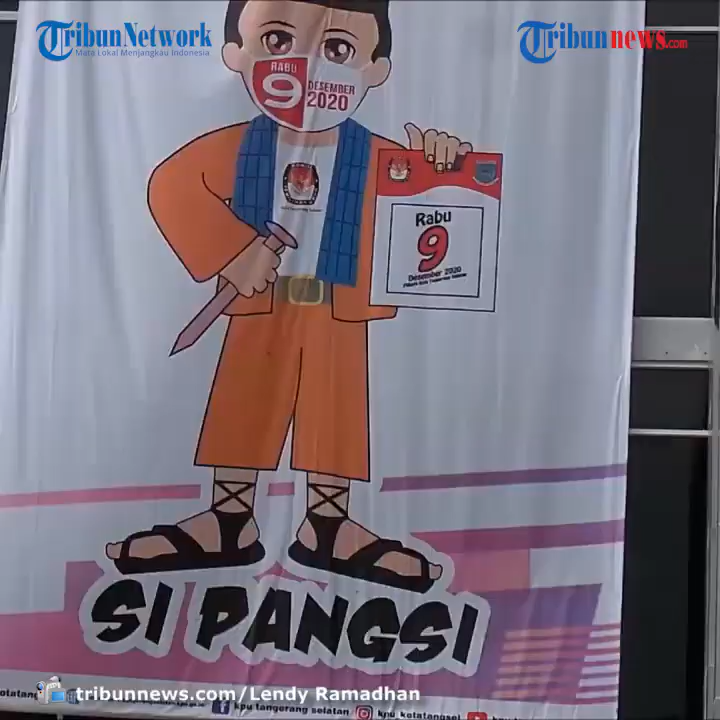 TribunNetwork
Mata Lokal Menjangkau Indonesia
Tribunnews.com
RABU
9
DESEMBER
2020
Rabu
9
Desember 2020
SI PANGSI
tribunnews.com/Lendy Ramadhan
kpu tangerang selatan
kpu_kotatangsel